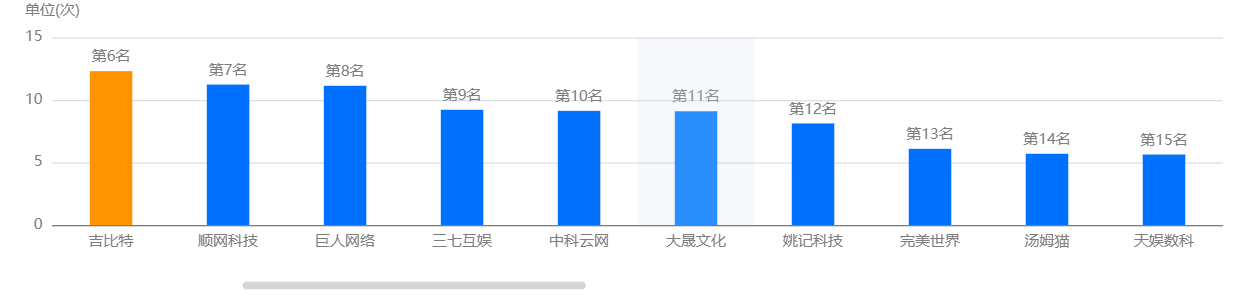 单位(次)
15
10
5
0
第6名
第7名
第8名
第9名
第10名
第11名
第12名
第13名
第14名
第15名
吉比特
顺网科技
巨人网络
三七互娱
中科云网
大晟文化
姚记科技
完美世界
汤姆猫
天娱数科